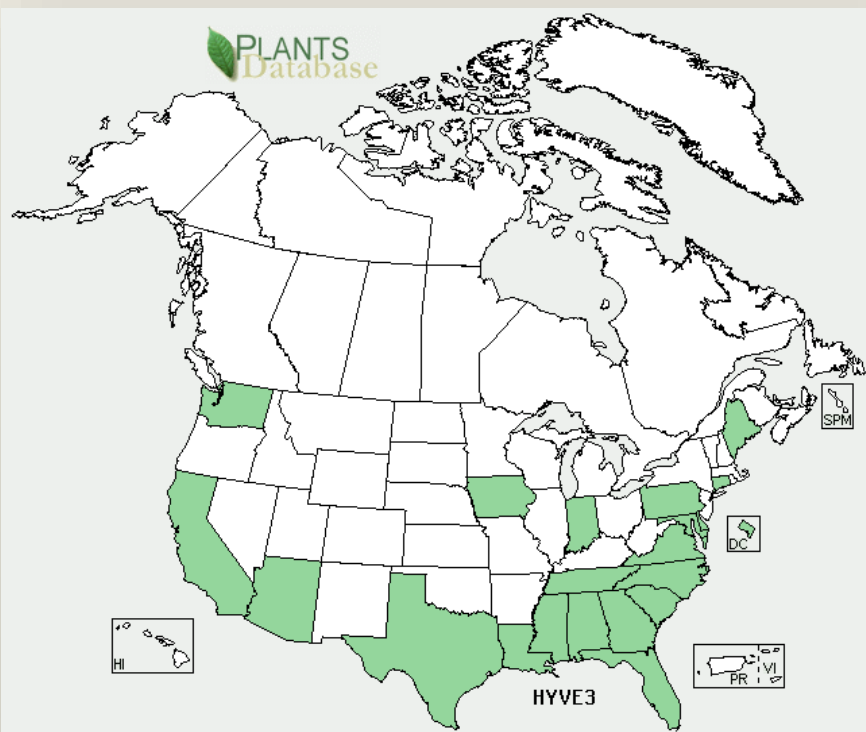 PLANTS
Database
SPM
DC
HI
PR
VI
HYVE3